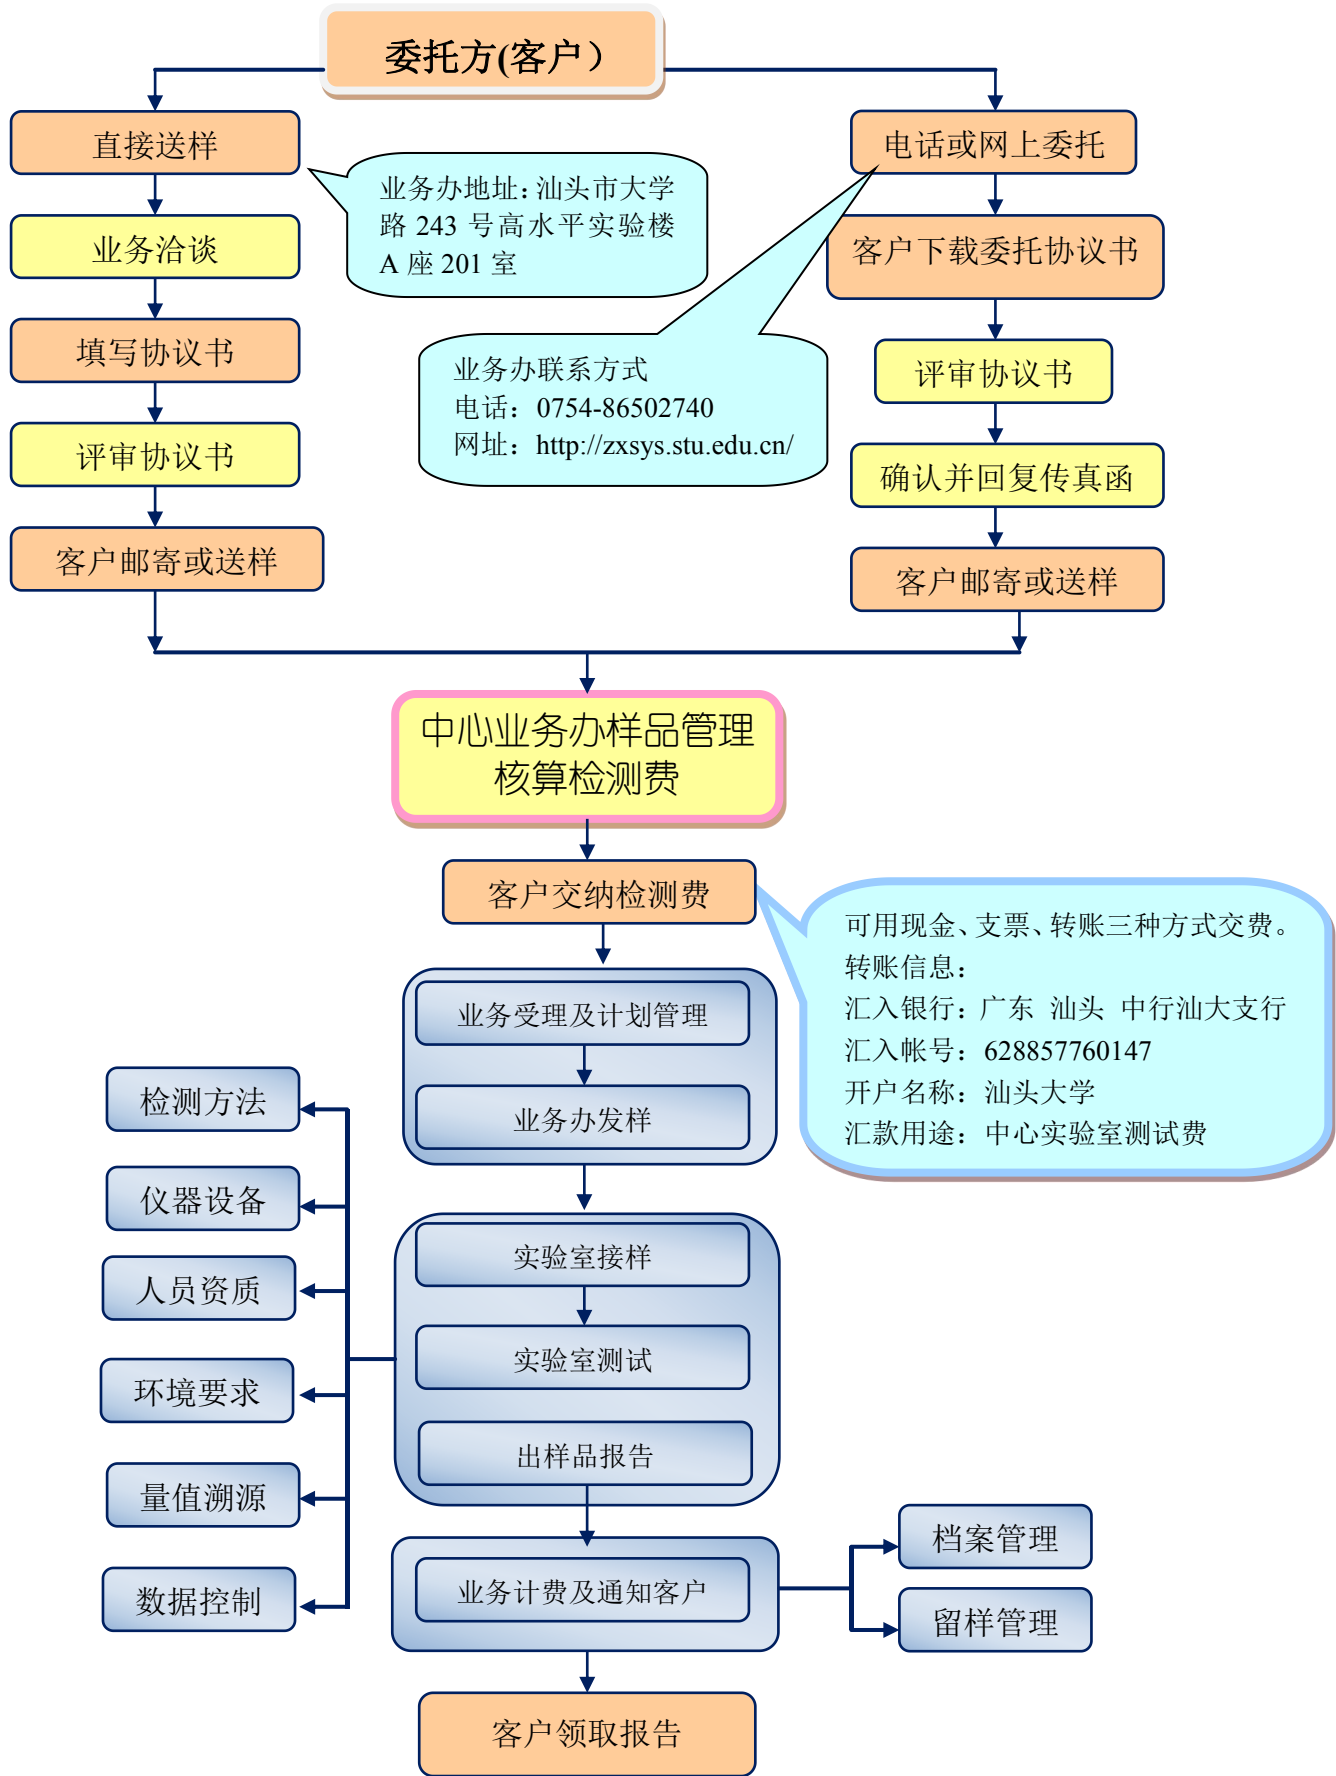 委托方(客户）
直接送样
电话或网上委托
业务办地址：汕头市大学
路 243 号高水平实验楼
A 座 201 室
业务洽谈
客户下载委托协议书
填写协议书
评审协议书
业务办联系方式
电话：0754-86502740
网址：http://zxsys.stu.edu.cn/
评审协议书
确认并回复传真函
客户邮寄或送样
客户邮寄或送样
中心业务办样品管理
核算检测费
客户交纳检测费
可用现金、支票、转账三种方式交费。
转账信息：
汇入银行：广东 汕头 中行汕大支行
汇入帐号：628857760147
开户名称：汕头大学
汇款用途：中心实验室测试费
业务受理及计划管理
业务办发样
检测方法
仪器设备
人员资质
环境要求
量值溯源
数据控制
实验室接样
实验室测试
出样品报告
业务计费及通知客户
档案管理
留样管理
客户领取报告